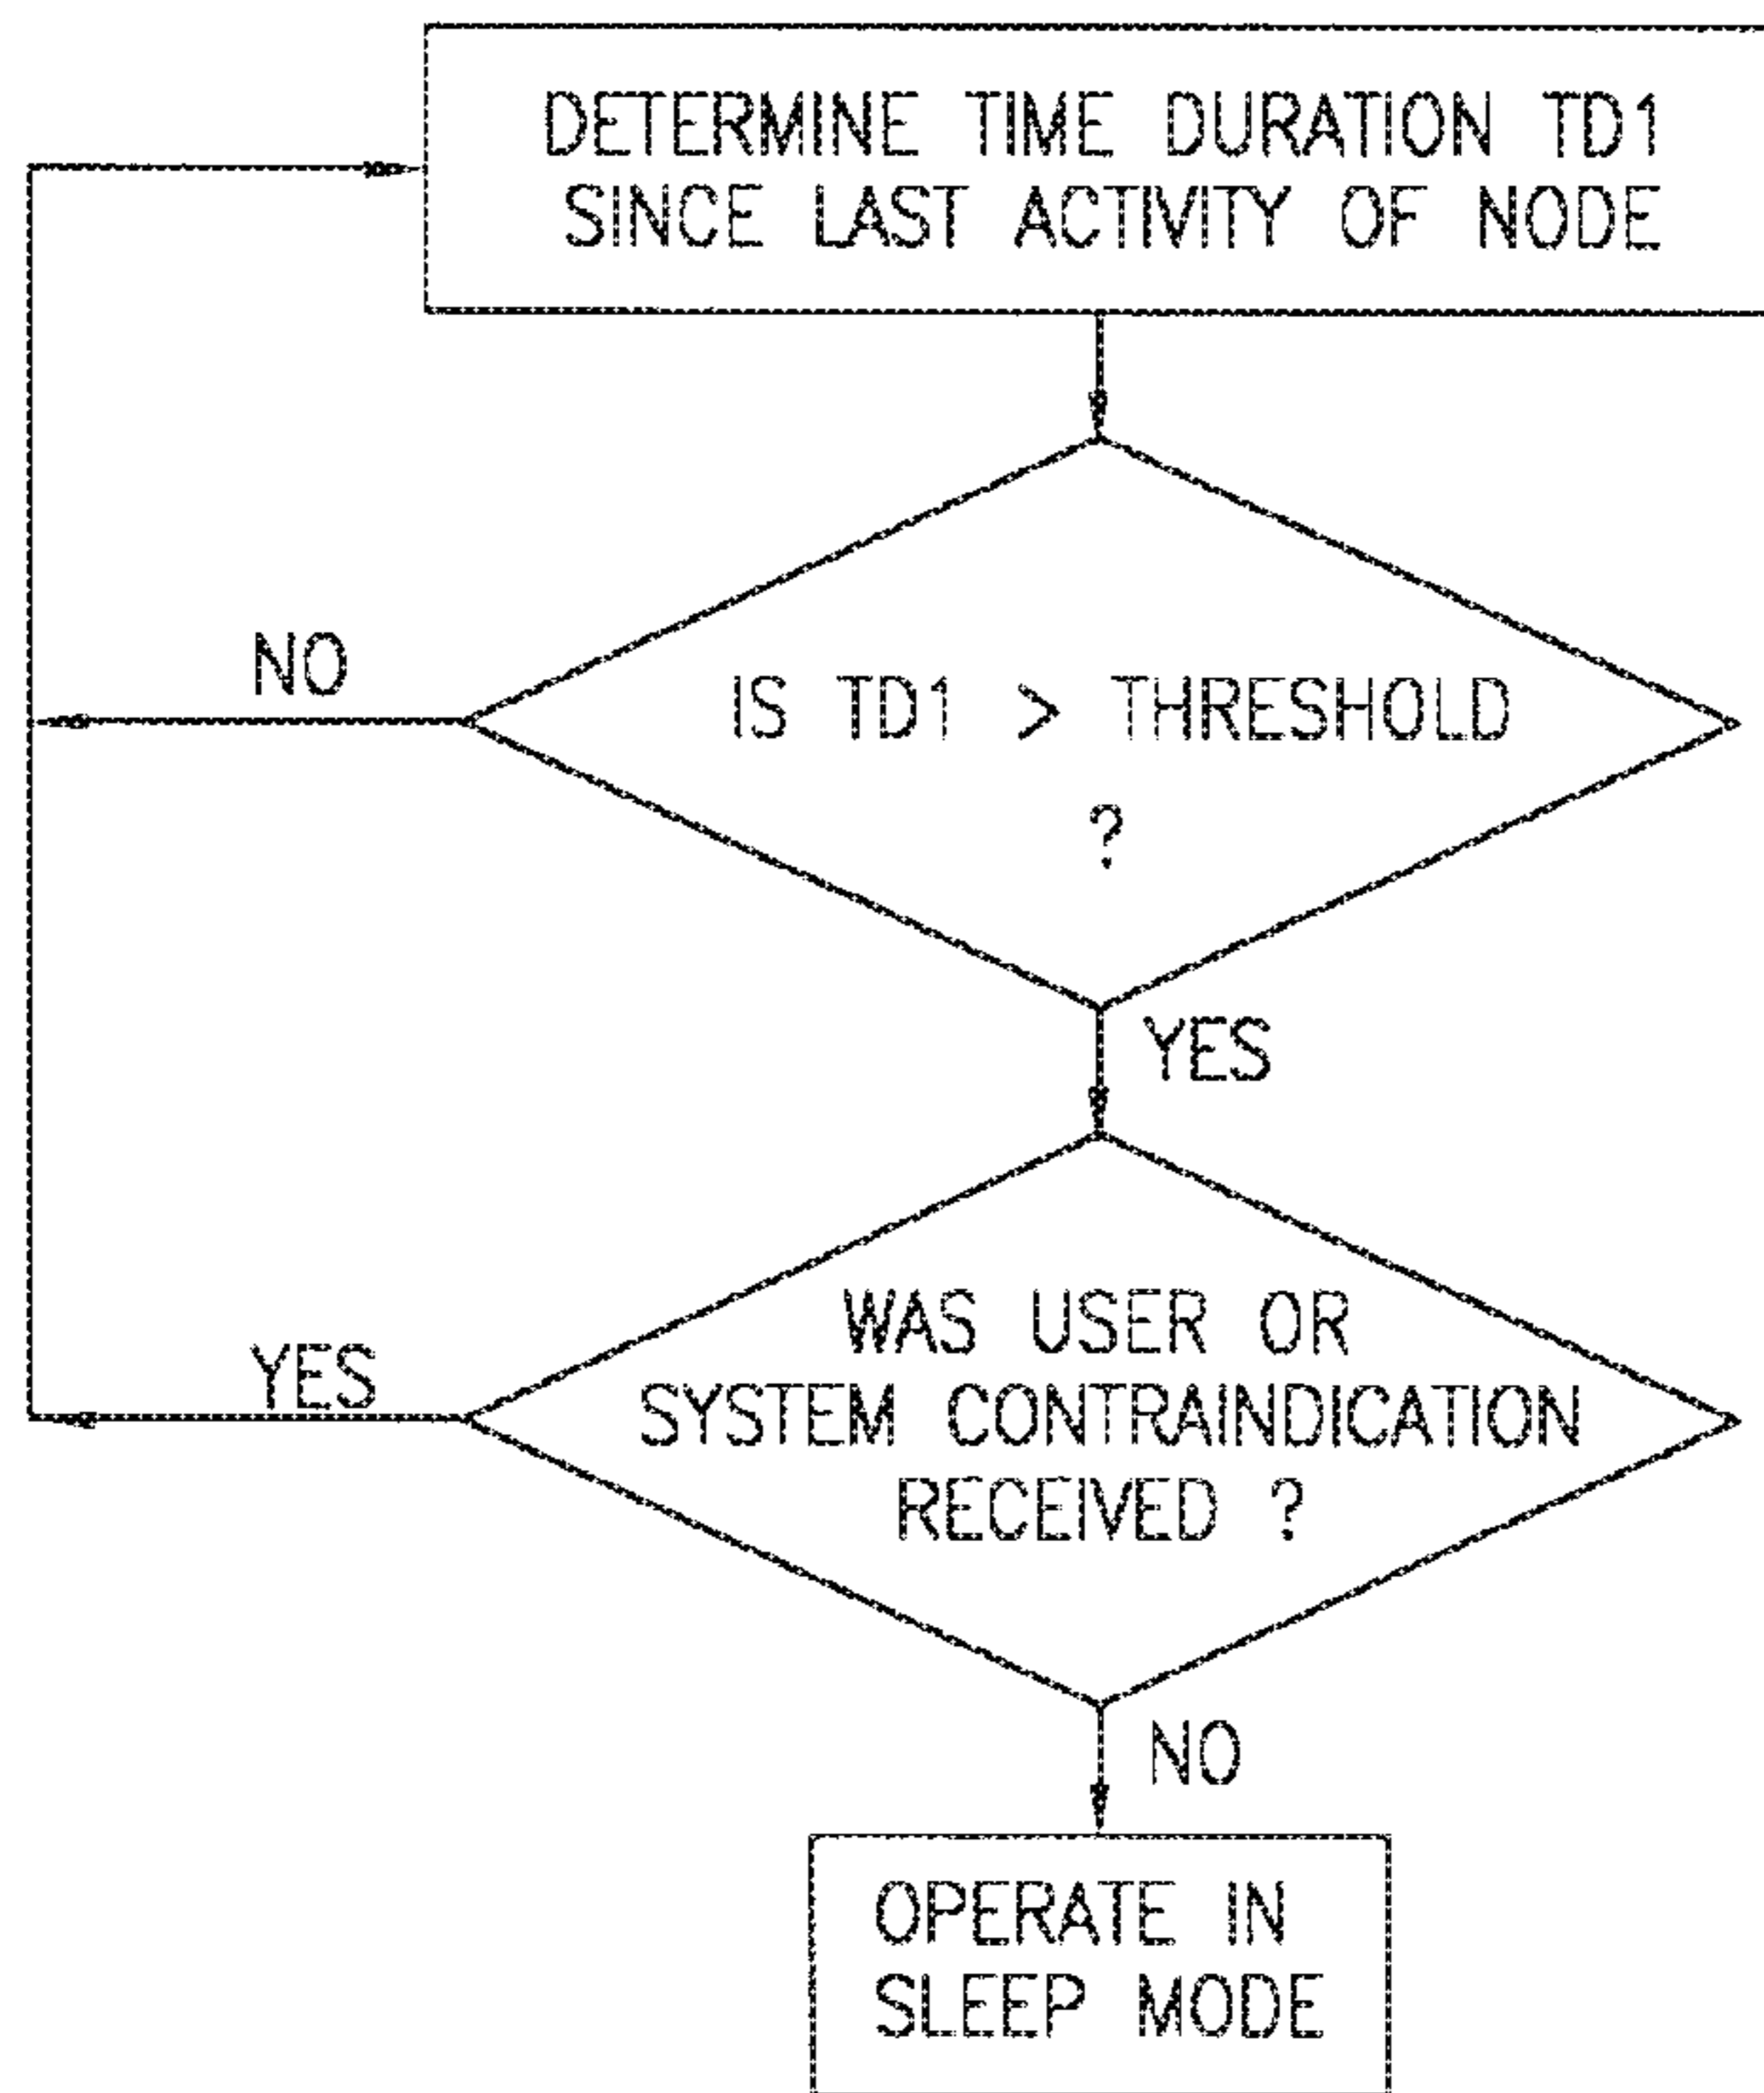 DETERMINE TIME DURATION TD1
SINCE LAST ACTIVITY OF NODE
NO
IS TD1 > THRESHOLD
?
YES
WAS USER OR
YES
SYSTEM CONTRAINDICATION
RECEIVED ?
NO
OPERATE IN
SLEEP MODE